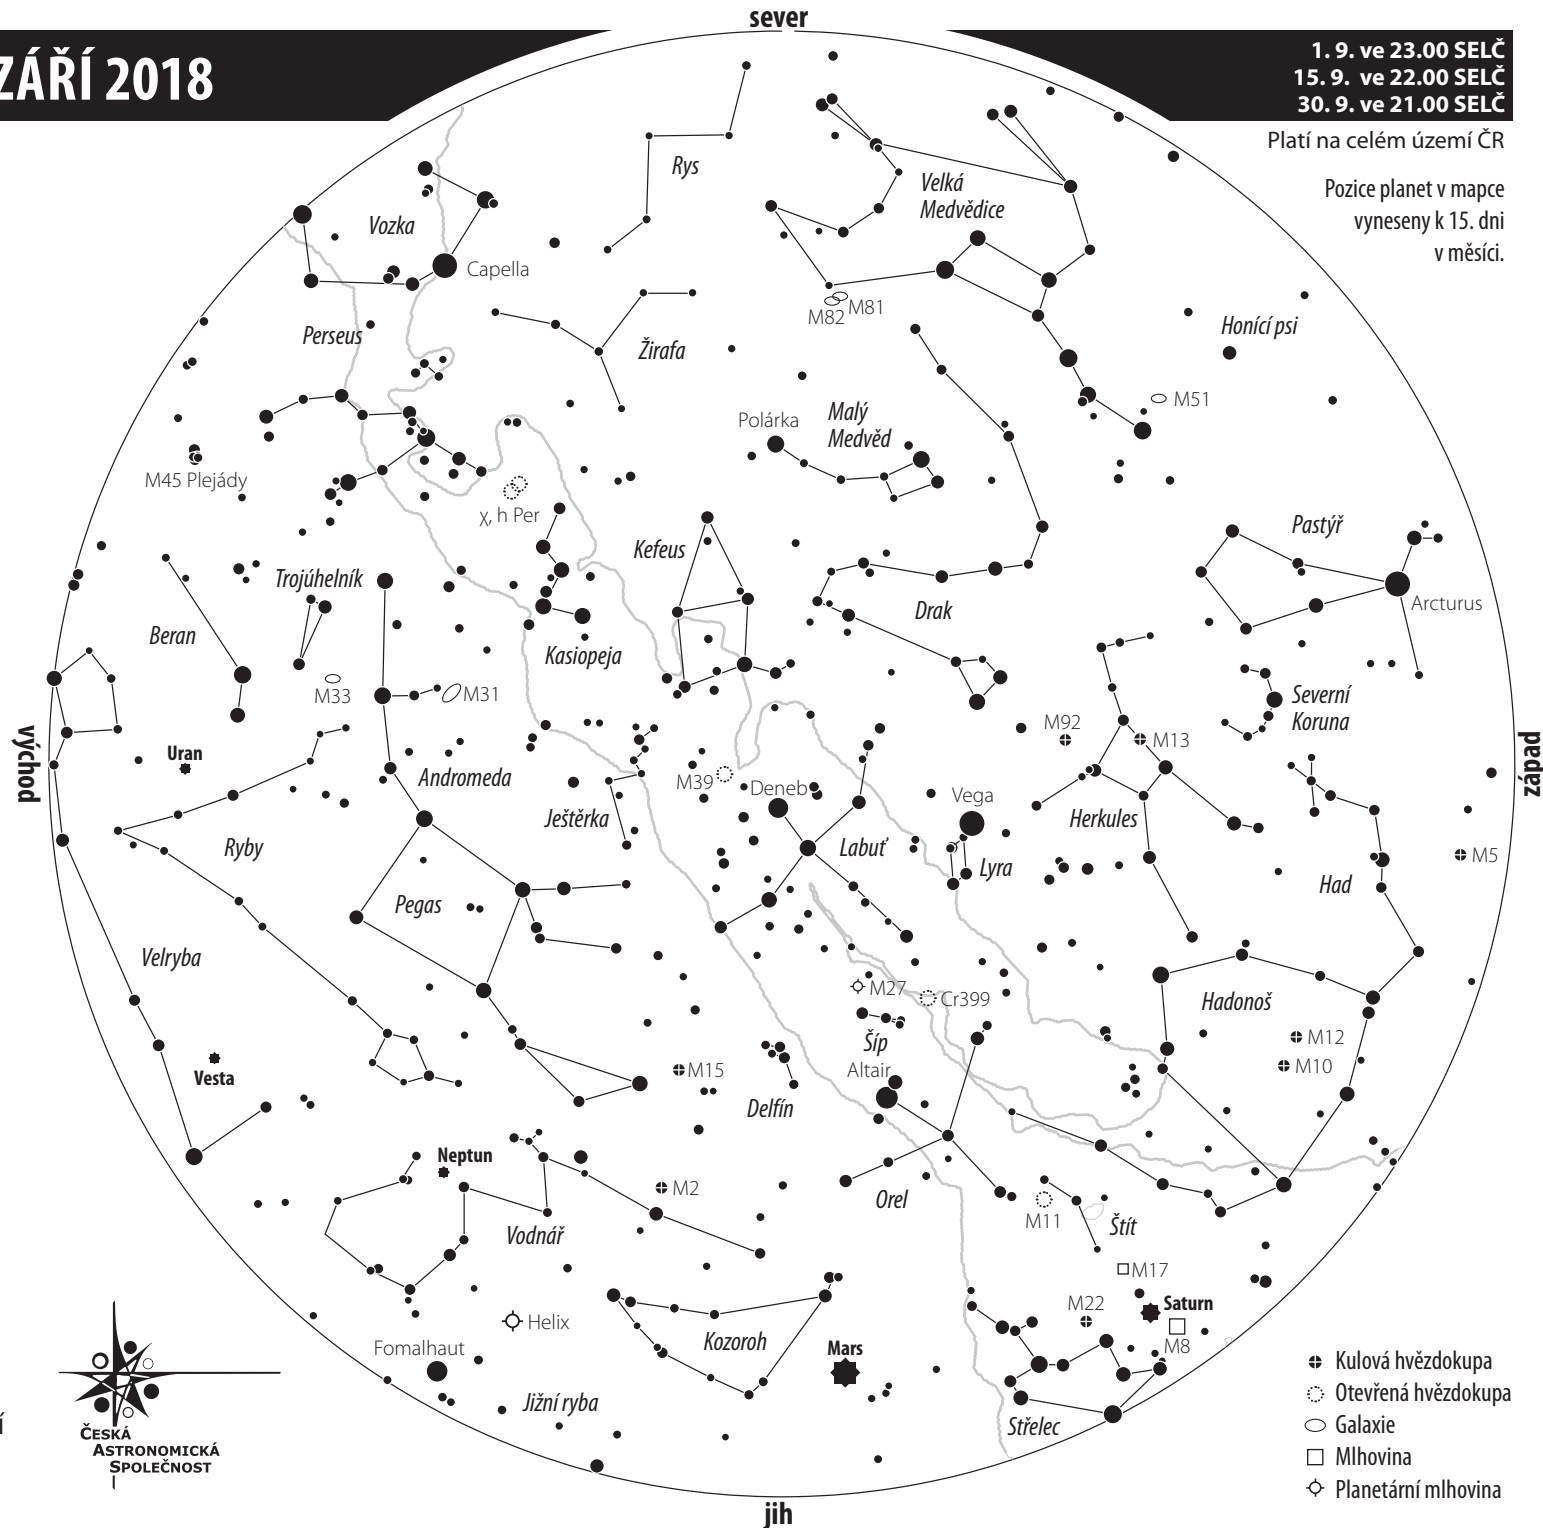 sever
ZÁŘÍ 2018
1. 9. ve 23.00 SELČ
15. 9. ve 22.00 SELČ
30. 9. ve 21.00 SELČ
Platí na celém území ČR
Pozice planet v mapce
vyneseny k 15. dni
v měsíci.
Rys
Velká
Medvědice
Vozka
Capella
M82
M81
Honící psi
Perseus
Žirafa
M51
Polárka
Malý
Medvěd
M45 Plejády
χ, h Per
Pastýř
Kefeus
Trojúhelník
Arcturus
Drak
Beran
Kasiopeja
M33
M31
Severní
Koruna
M92
M13
východ
západ
Uran
Andromeda
M39
Deneb
Vega
Ještěrka
Herkules
Ryby
Labuť
M5
Lyra
Had
Pegas
Velryba
M27
Cr399
Hadonoš
Šíp
M12
M10
Altair
M15
Vesta
Delfín
Neptun
M2
Orel
M11
Štít
Vodnář
M17
M22
Saturn
Helix
Kozoroh
M8
Fomalhaut
Mars
Jižní ryba
Střelec
í
ČESKÁ
ASTRONOMICKÁ
SPOLEČNOST
Kulová hvězdokupa
Otevřená hvězdokupa
Galaxie
Mlhovina
Planetární mlhovina
jih